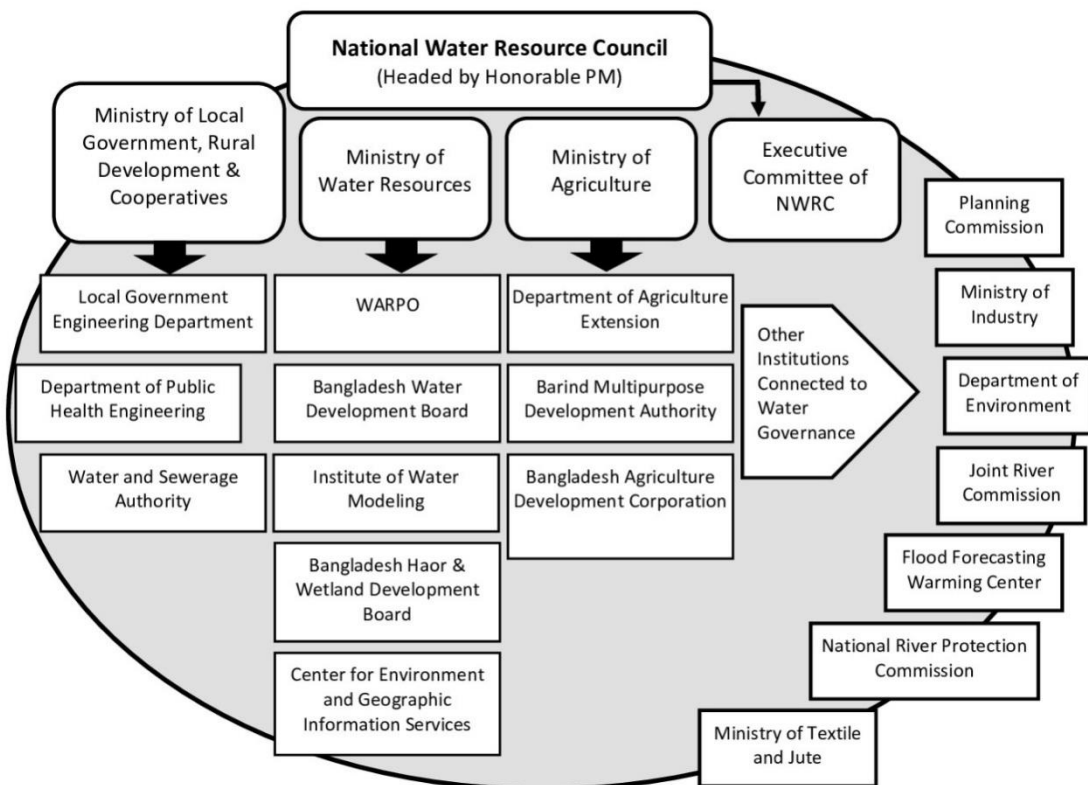 National Water Resource Council
(Headed by Honorable PM)
Ministry of Local
Government, Rural
Development &
Cooperatives
Ministry of
Water Resources
Ministry of
Agriculture
Executive
Committee of
NWRC
Local Government
Engineering Department
Department of Public
Health Engineering
Water and Sewerage
Authority
WARPO
Bangladesh Water
Development Board
Institute of Water
Modeling
Bangladesh Haor &
Wetland Development
Board
Center for Environment
and Geographic
Information Services
Department of Agriculture
Extension
Barind Multipurpose
Development Authority
Bangladesh Agriculture
Development Corporation
Other
Institutions
Connected to
Water
Governance
Planning
Commission
Ministry of
Industry
Department of
Environment
Joint River
Commission
Flood Forecasting
Warming Center
National River Protection
Commission
Ministry of Textile
and Jute